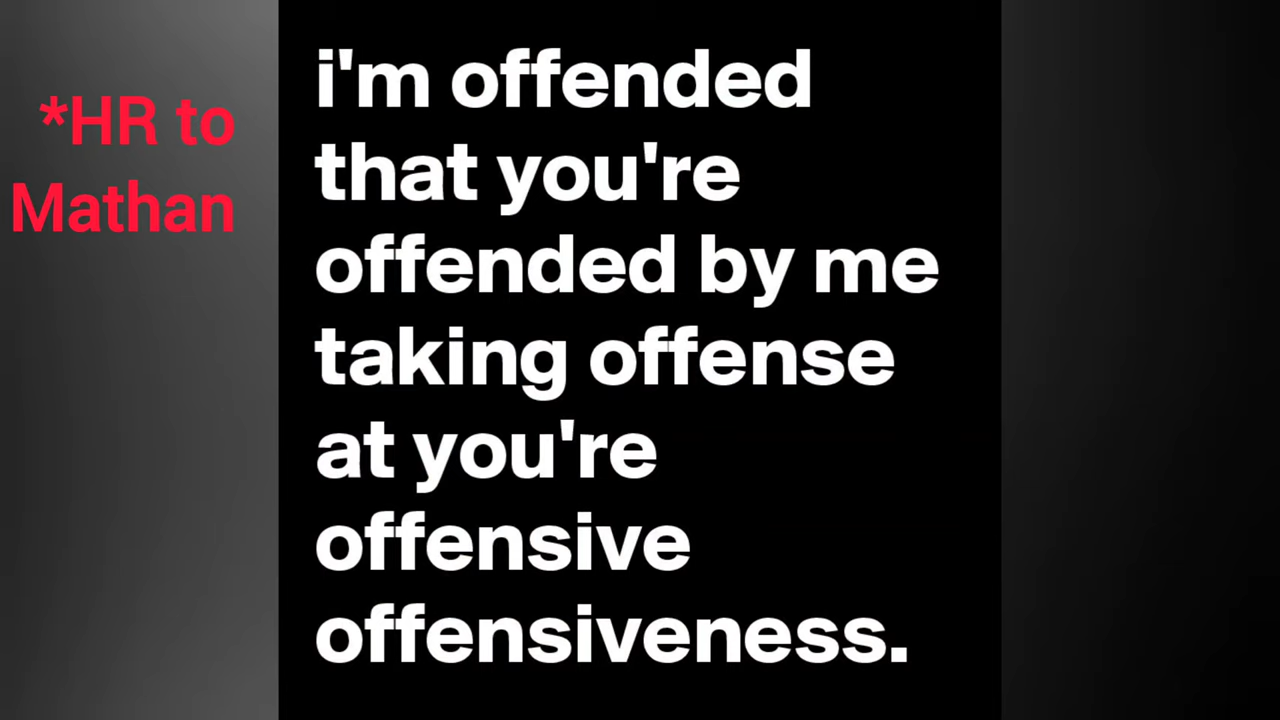 *HR to
Mathan
i'm offended
that you're
offended by me
taking offense
at you're
offensive
offensiveness.